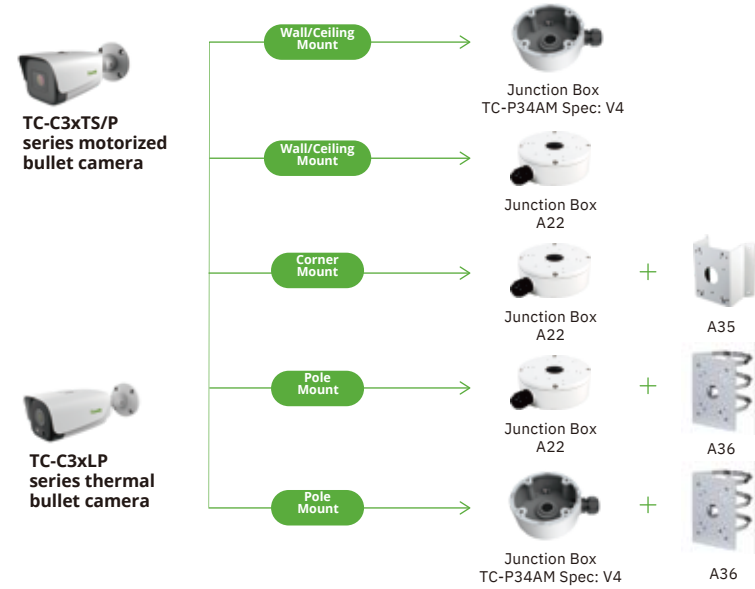 Wall/Ceiling
Mount
Junction Box
TC-P34AM Spec: V4
TC-C3xTS/P
series motorized
bullet camera
Wall/Ceiling
Mount
Junction Box
A22
Corner
Mount
+
Junction Box
A22
A35
Pole
Mount
+
Junction Box
A22
A36
TC-C3xLP
series thermal
bullet camera
Pole
Mount
+
Junction Box
TC-P34AM Spec: V4
A36